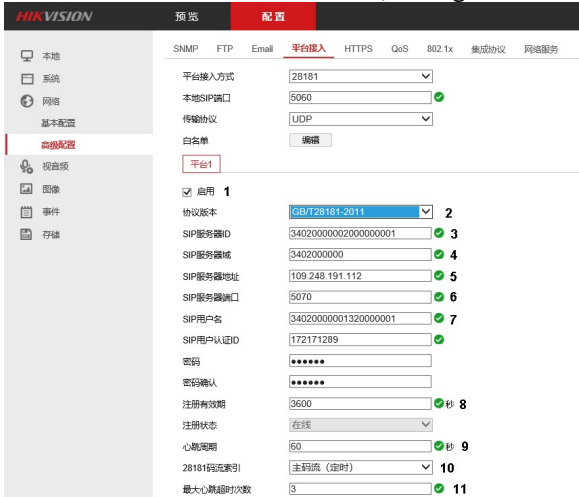 HIKVISION 预览 配置
SNMP FTP Email 平台接入 HTTPS QoS 802.1x 集成协议 网络服务
本地
系统
网络
基本配置
高级配置
视音频
图像
事件
存储
平台接入方式 28181
本地SIP端口 5060
传输协议 UDP
白名单 编辑
平台1
启用 1
协议版本 GB/T28181-2011 2
SIP服务器ID 34020000002000000001 3
SIP服务器域 3402000000 4
SIP服务器地址 109.248.191.112 5
SIP服务器端口 5070 6
SIP用户名 34020000001320000001 7
SIP用户认证ID 172171289
密码 ●●●●●●
密码确认 ●●●●●●
注册有效期 3600 秒 8
注册状态 在线
心跳周期 60 秒 9
28181码流索引 主码流（定时） 10
最大心跳超时次数 3 11